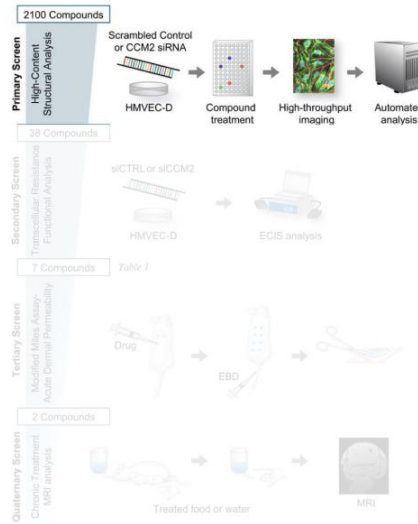 2100 Compounds
Primary Screen
High-Content
Structural Analysis
Scrambled Control
or CCM2 siRNA
HMVEC-D
Compound
treatment
High-throughput
imaging
Automate
analysis
38 Compounds
Secondary Screen
Transcellular Resistance
Functional Analysis
siCTRL or siCCM2
HMVEC-D
ECIS analysis
7 Compounds
Table 1
Tertiary Screen
Modified Miles Assay-
Acute Dermal Permeability
Drug
EBD
2 Compounds
Quaternary Screen
Chronic Treatment
MRI analysis
Treated food or water
MRI